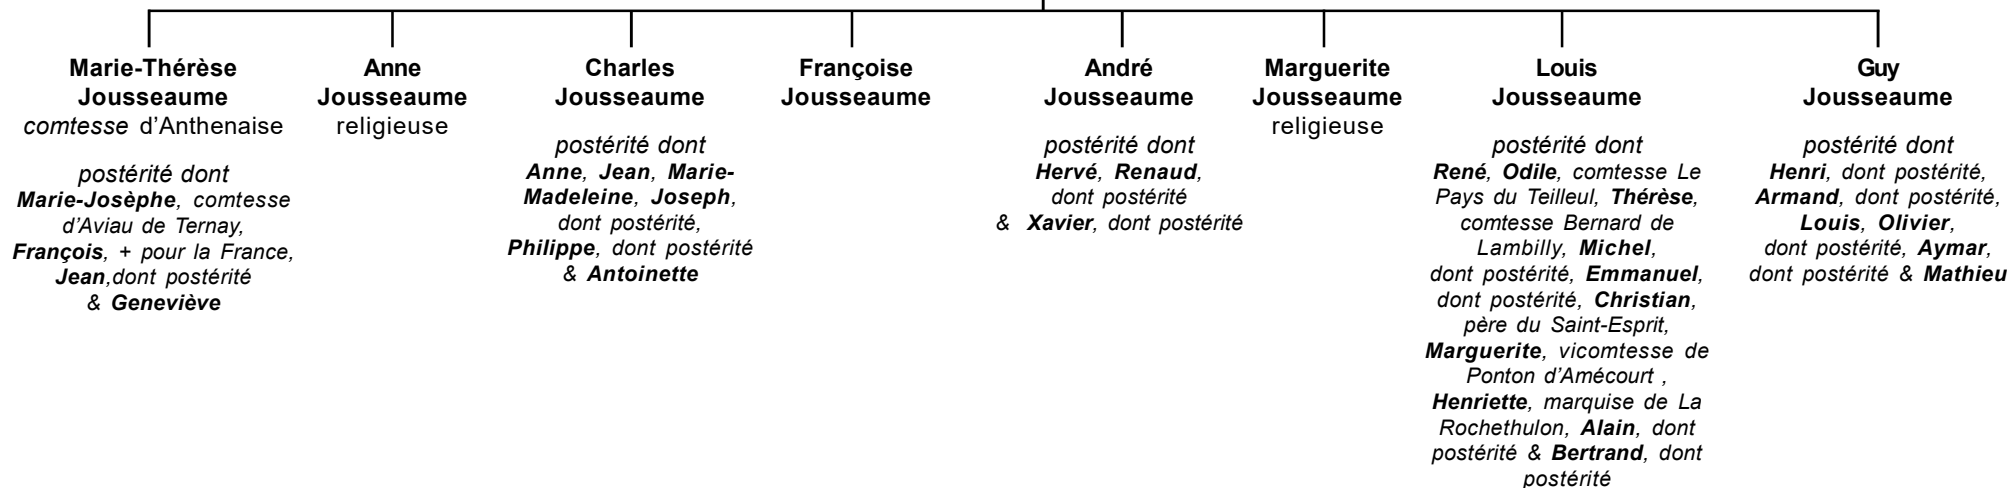 Marie-Thérèse
Jousseaume
comtesse d'Anthenaise
postérité dont
Marie-Josèphe, comtesse
d'Aviau de Ternay,
François, + pour la France,
Jean,dont postérité
& Geneviève
Anne
Jousseaume
religieuse
Charles
Jousseaume
postérité dont
Anne, Jean, Marie-
Madeleine, Joseph,
dont postérité,
Philippe, dont postérité
& Antoinette
Françoise
Jousseaume
André
Jousseaume
postérité dont
Hervé, Renaud,
dont postérité
& Xavier, dont postérité
Marguerite
Jousseaume
religieuse
Louis
Jousseaume
postérité dont
René, Odile, comtesse Le
Pays du Teilleul, Thérèse,
comtesse Bernard de
Lambilly, Michel,
dont postérité, Emmanuel,
dont postérité, Christian,
père du Saint-Esprit,
Marguerite, vicomtesse de
Ponton d'Amécourt ,
Henriette, marquise de La
Rochethulon, Alain, dont
postérité & Bertrand, dont
postérité
Guy
Jousseaume
postérité dont
Henri, dont postérité,
Armand, dont postérité,
Louis, Olivier,
dont postérité, Aymar,
dont postérité & Mathieu